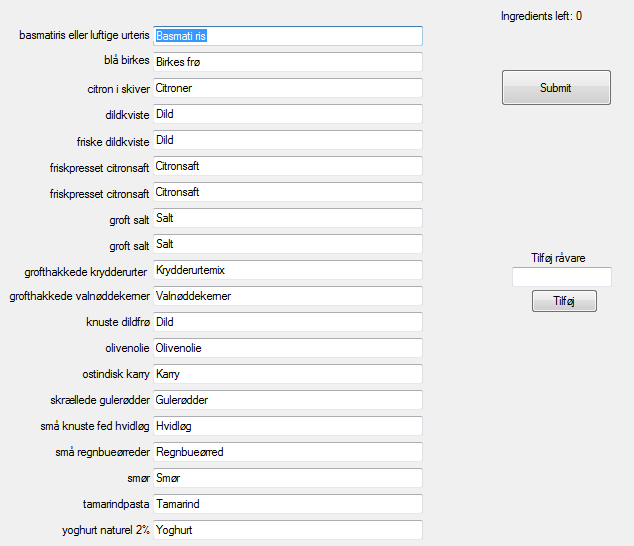 Ingredients left: 0
basmatiris eller luftige urteris Basmati ris
blå birkes Birkes frø
Submit
citron i skiver Citroner
dildkviste Dild
friske dildkviste Dild
friskpresset citronsaft Citronsaft
friskpresset citronsaft Citronsaft
groft salt Salt
groft salt Salt
Tilføj råvare
grofthakkede krydderurter Krydderurtemix
grofthakkede valnøddekerner Valnøddekerner
Tilføj
knuste dildfrø Dild
olivenolie Olivenolie
ostindisk karry Karry
skrællede gulerødder Gulerødder
små knuste fed hvidløg Hvidløg
små regnbueørreder Regnbueørred
smør Smør
tamarindpasta Tamarind
yoghurt naturel 2% Yoghurt